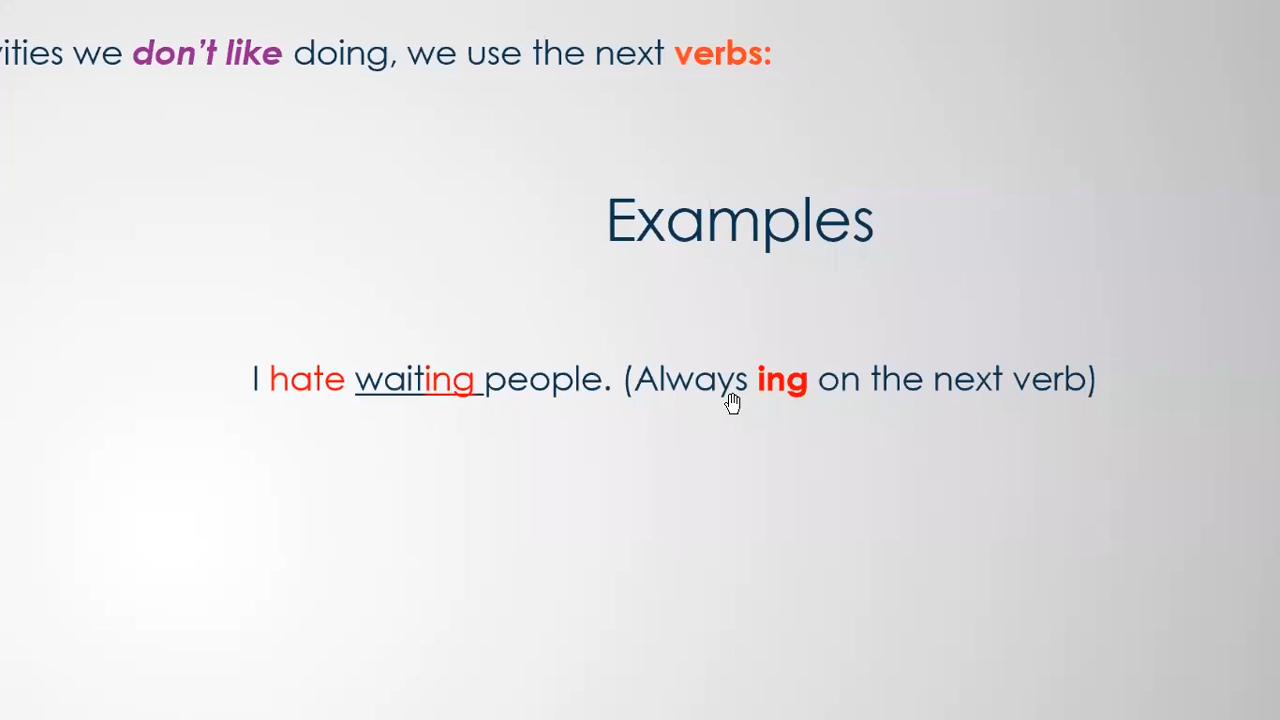 vities we don't like doing, we use the next verbs:
Examples
I hate waiting people. (Always ing on the next verb)